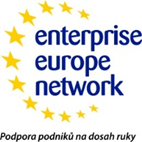 enterprise
europe
network
Podpora podniků na dosah ruky